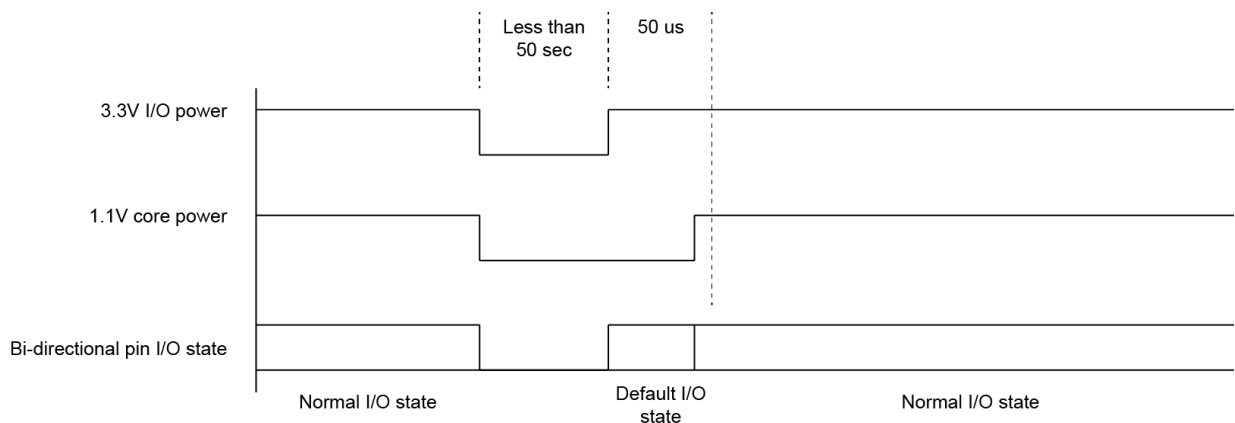 Less than
50 sec
50 us
3.3V I/O power
1.1V core power
Bi-directional pin I/O state
Normal I/O state
Default I/O
state
Normal I/O state